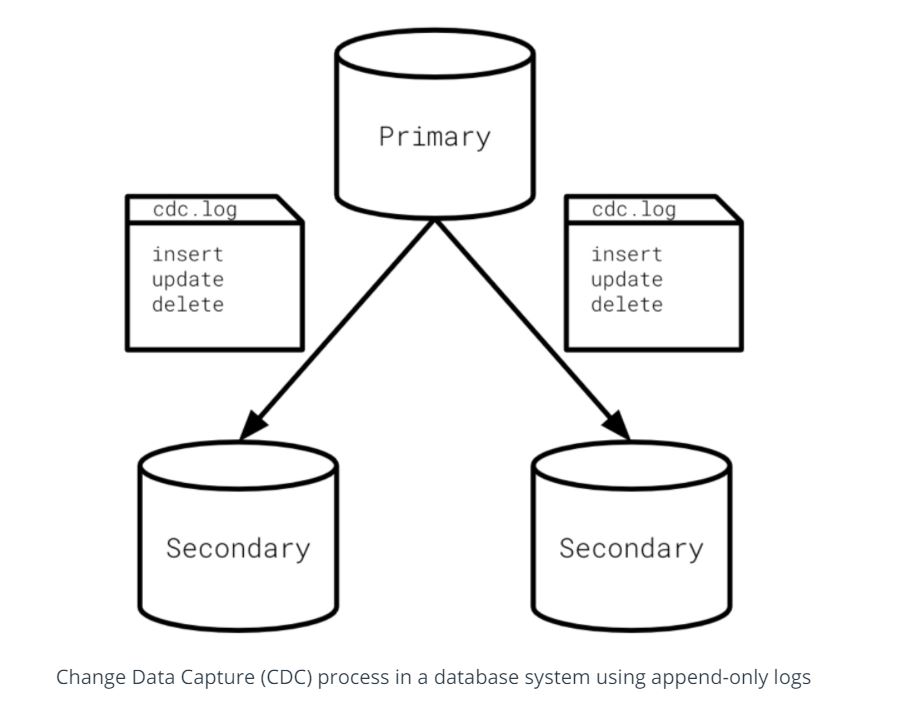 Primary
cdc.log
insert
update
delete
cdc.log
insert
update
delete
Secondary
Secondary
Change Data Capture (CDC) process in a database system using append-only logs